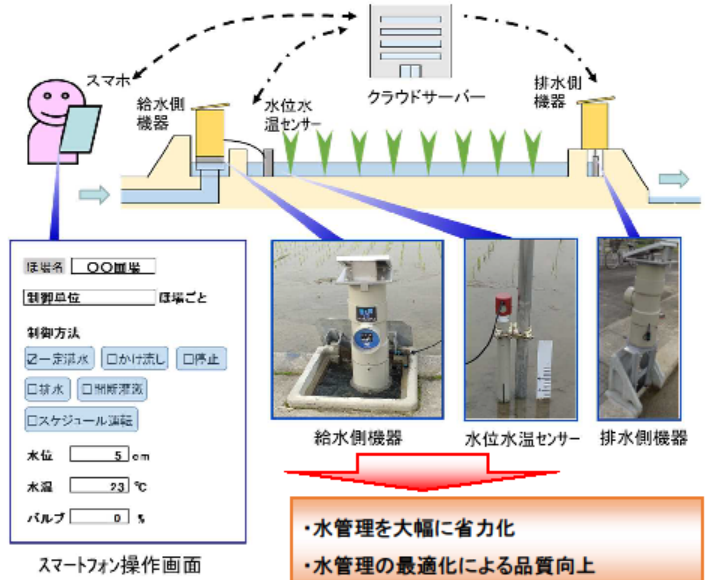 スマホ
給水側
機器
水位水
温センサー
クラウドサーバー
排水側
機器
ほ場名 〇〇圃場
制御単位 ほ場ごと
制御方法
☑一定湛水 □かけ流し □停止
□排水 □間断灌漑
□スケジュール運転
水位 5 cm
水温 23 ℃
バルブ 0 %
スマートフォン操作画面
給水側機器
水位水温センサー
排水側機器
・水管理を大幅に省力化
・水管理の最適化による品質向上